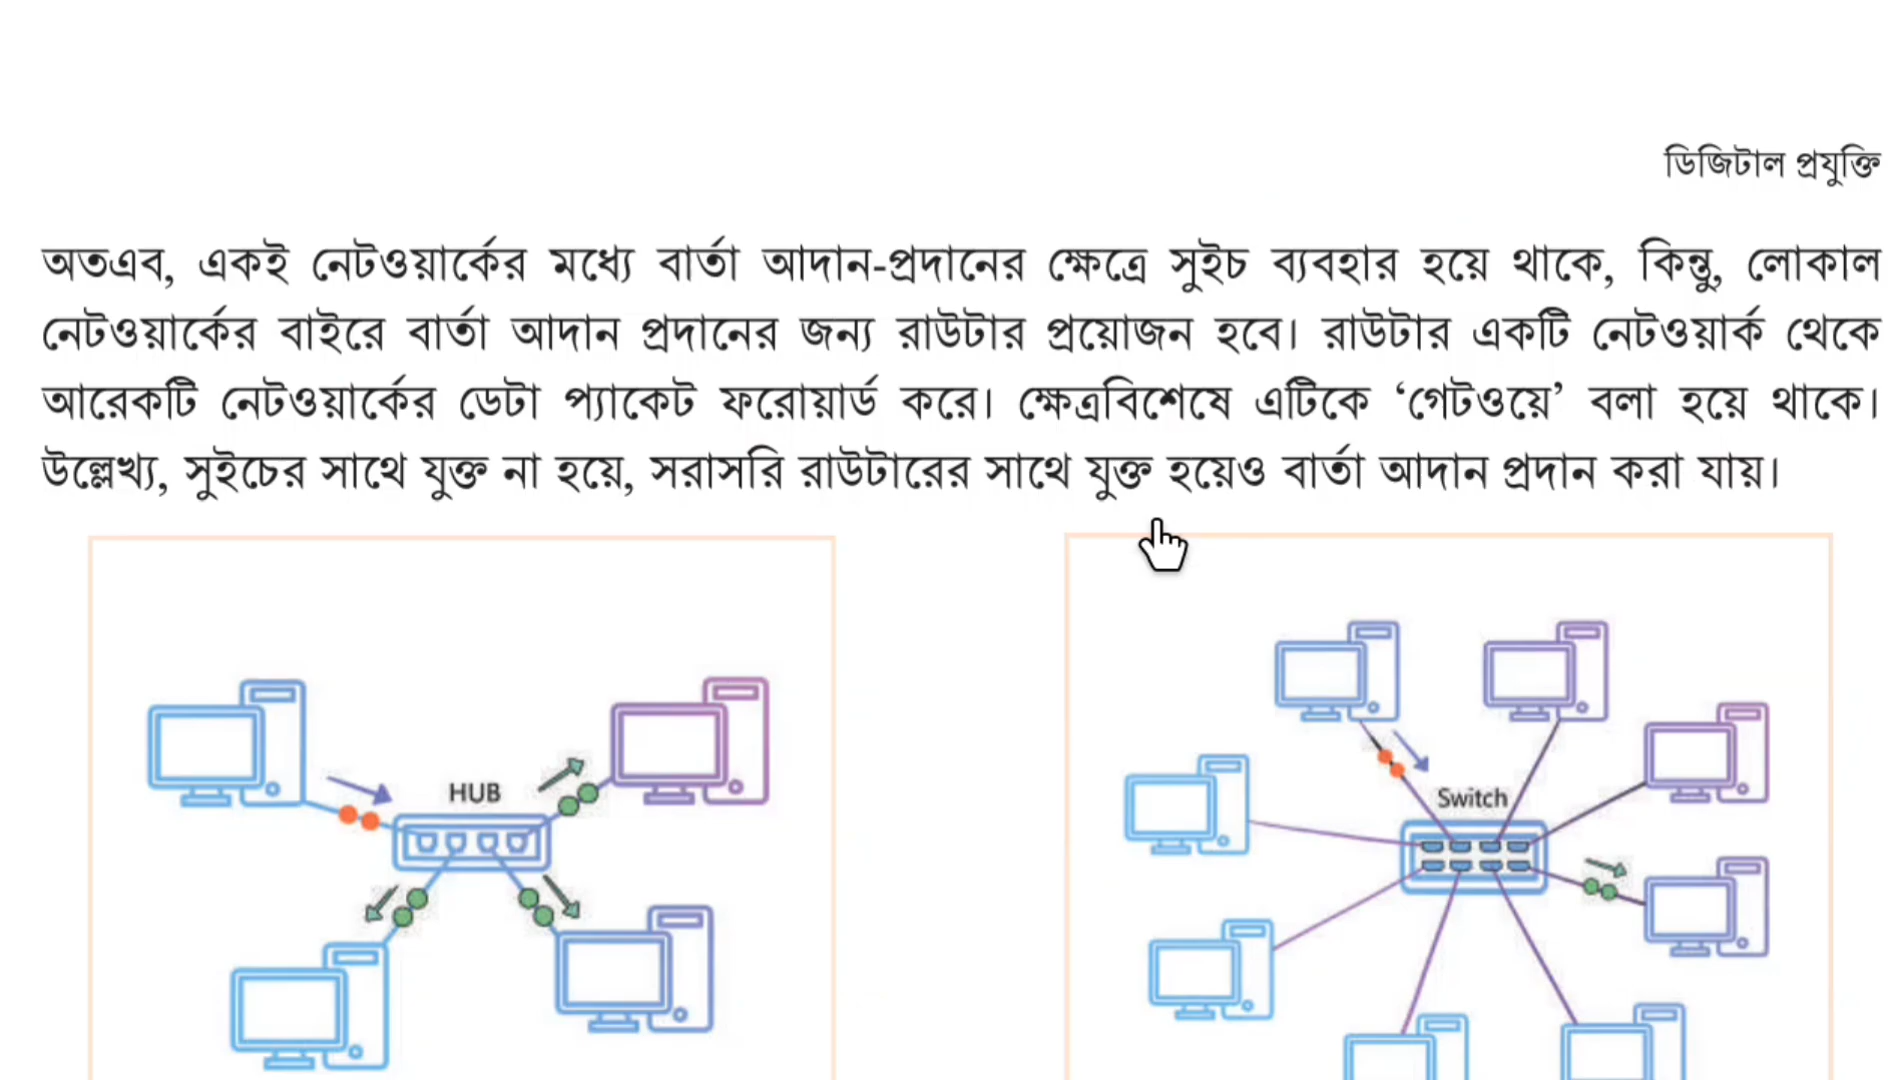 ডিজিটাল প্রযুক্তি
অতএব, একই নেটওয়ার্কের মধ্যে বার্তা আদান-প্রদানের ক্ষেত্রে সুইচ ব্যবহার হয়ে থাকে, কিন্তু, লোকাল
নেটওয়ার্কের বাইরে বার্তা আদান প্রদানের জন্য রাউটার প্রয়োজন হবে। রাউটার একটি নেটওয়ার্ক থেকে
আরেকটি নেটওয়ার্কের ডেটা প্যাকেট ফরোয়ার্ড করে। ক্ষেত্রবিশেষে এটিকে ‘গেটওয়ে’ বলা হয়ে থাকে।
উল্লেখ্য, সুইচের সাথে যুক্ত না হয়ে, সরাসরি রাউটারের সাথে যুক্ত হয়েও বার্তা আদান প্রদান করা যায়।
HUB
Switch